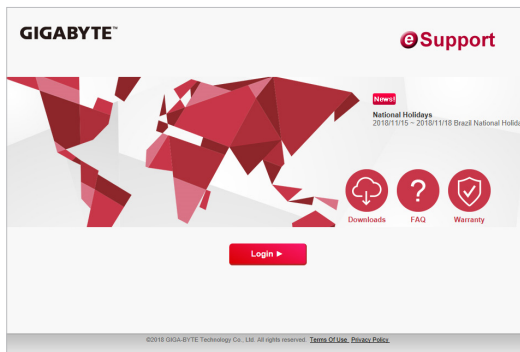 GIGABYTE™
eSupport
News!
National Holidays
2018/11/15 ~ 2018/11/18 Brazil National Holida
Downloads FAQ Warranty
Login
©2018 GIGA-BYTE Technology Co., Ltd. All rights reserved. Terms Of Use Privacy Policy